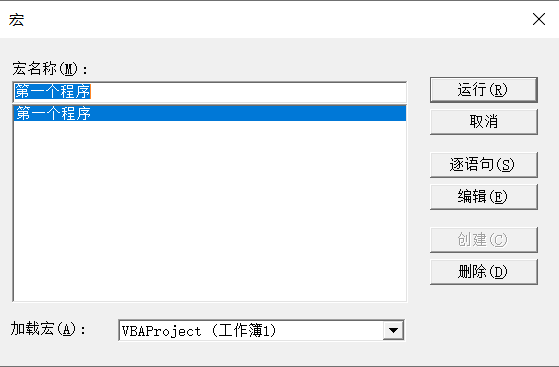 宏
宏名称(M):
第一个程序
第一个程序
运行(R)
取消
逐语句(S)
编辑(E)
创建(C)
删除(D)
加载宏(A):
VBAProject (工作簿1)